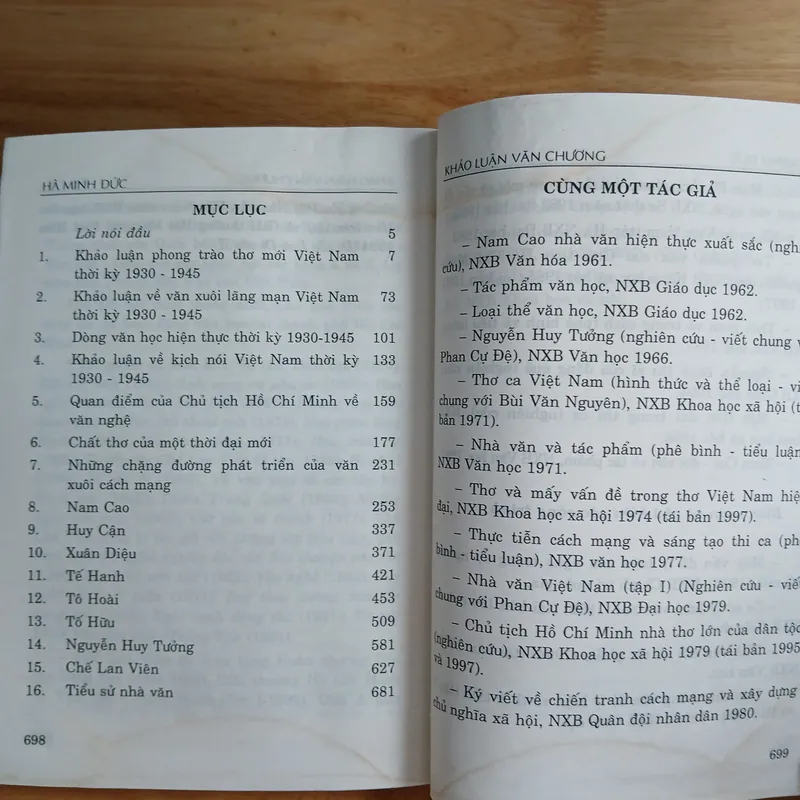 HÀ MINH ĐỨC
MỤC LỤC
Lời nói đầu 5
1. Khảo luận phong trào thơ mới Việt Nam 7
thời kỳ 1930 - 1945
2. Khảo luận về văn xuôi lãng mạn Việt Nam 73
thời kỳ 1930 - 1945
3. Dòng văn học hiện thực thời kỳ 1930-1945 101
4. Khảo luận về kịch nói Việt Nam thời kỳ 133
1930 - 1945
5. Quan điểm của Chủ tịch Hồ Chí Minh về 159
văn nghệ
6. Chất thơ của một thời đại mới 177
7. Những chặng đường phát triển của văn 231
xuôi cách mạng
8. Nam Cao 253
9. Huy Cận 337
10. Xuân Diệu 371
11. Tế Hanh 421
12. Tô Hoài 453
13. Tố Hữu 509
14. Nguyễn Huy Tưởng 581
15. Chế Lan Viên 627
16. Tiểu sử nhà văn 681
698
KHẢO LUẬN VĂN CHƯƠNG
CÙNG MỘT TÁC GIẢ
– Nam Cao nhà văn hiện thực xuất sắc (nghi
cứu), NXB Văn hóa 1961.
– Tác phẩm văn học, NXB Giáo dục 1962.
– Loại thể văn học, NXB Giáo dục 1962.
– Nguyễn Huy Tưởng (nghiên cứu - viết chung v
Phan Cự Đệ), NXB Văn học 1966.
– Thơ ca Việt Nam (hình thức và thể loại - vi
chung với Bùi Văn Nguyên), NXB Khoa học xã hội (t
bản 1971).
– Nhà văn và tác phẩm (phê bình - tiểu luận
NXB Văn học 1971.
– Thơ và mấy vấn đề trong thơ Việt Nam hiệ
đại, NXB Khoa học xã hội 1974 (tái bản 1997).
– Thực tiễn cách mạng và sáng tạo thi ca (ph
bình - tiểu luận), NXB văn học 1977.
– Nhà văn Việt Nam (tập I) (Nghiên cứu - viế
chung với Phan Cự Đệ), NXB Đại học 1979.
– Chủ tịch Hồ Chí Minh nhà thơ lớn của dân tộc
(nghiên cứu), NXB Khoa học xã hội 1979 (tái bản 1995
và 1997).
– Ký viết về chiến tranh cách mạng và xây dựng
chủ nghĩa xã hội, NXB Quân đội nhân dân 1980.
699